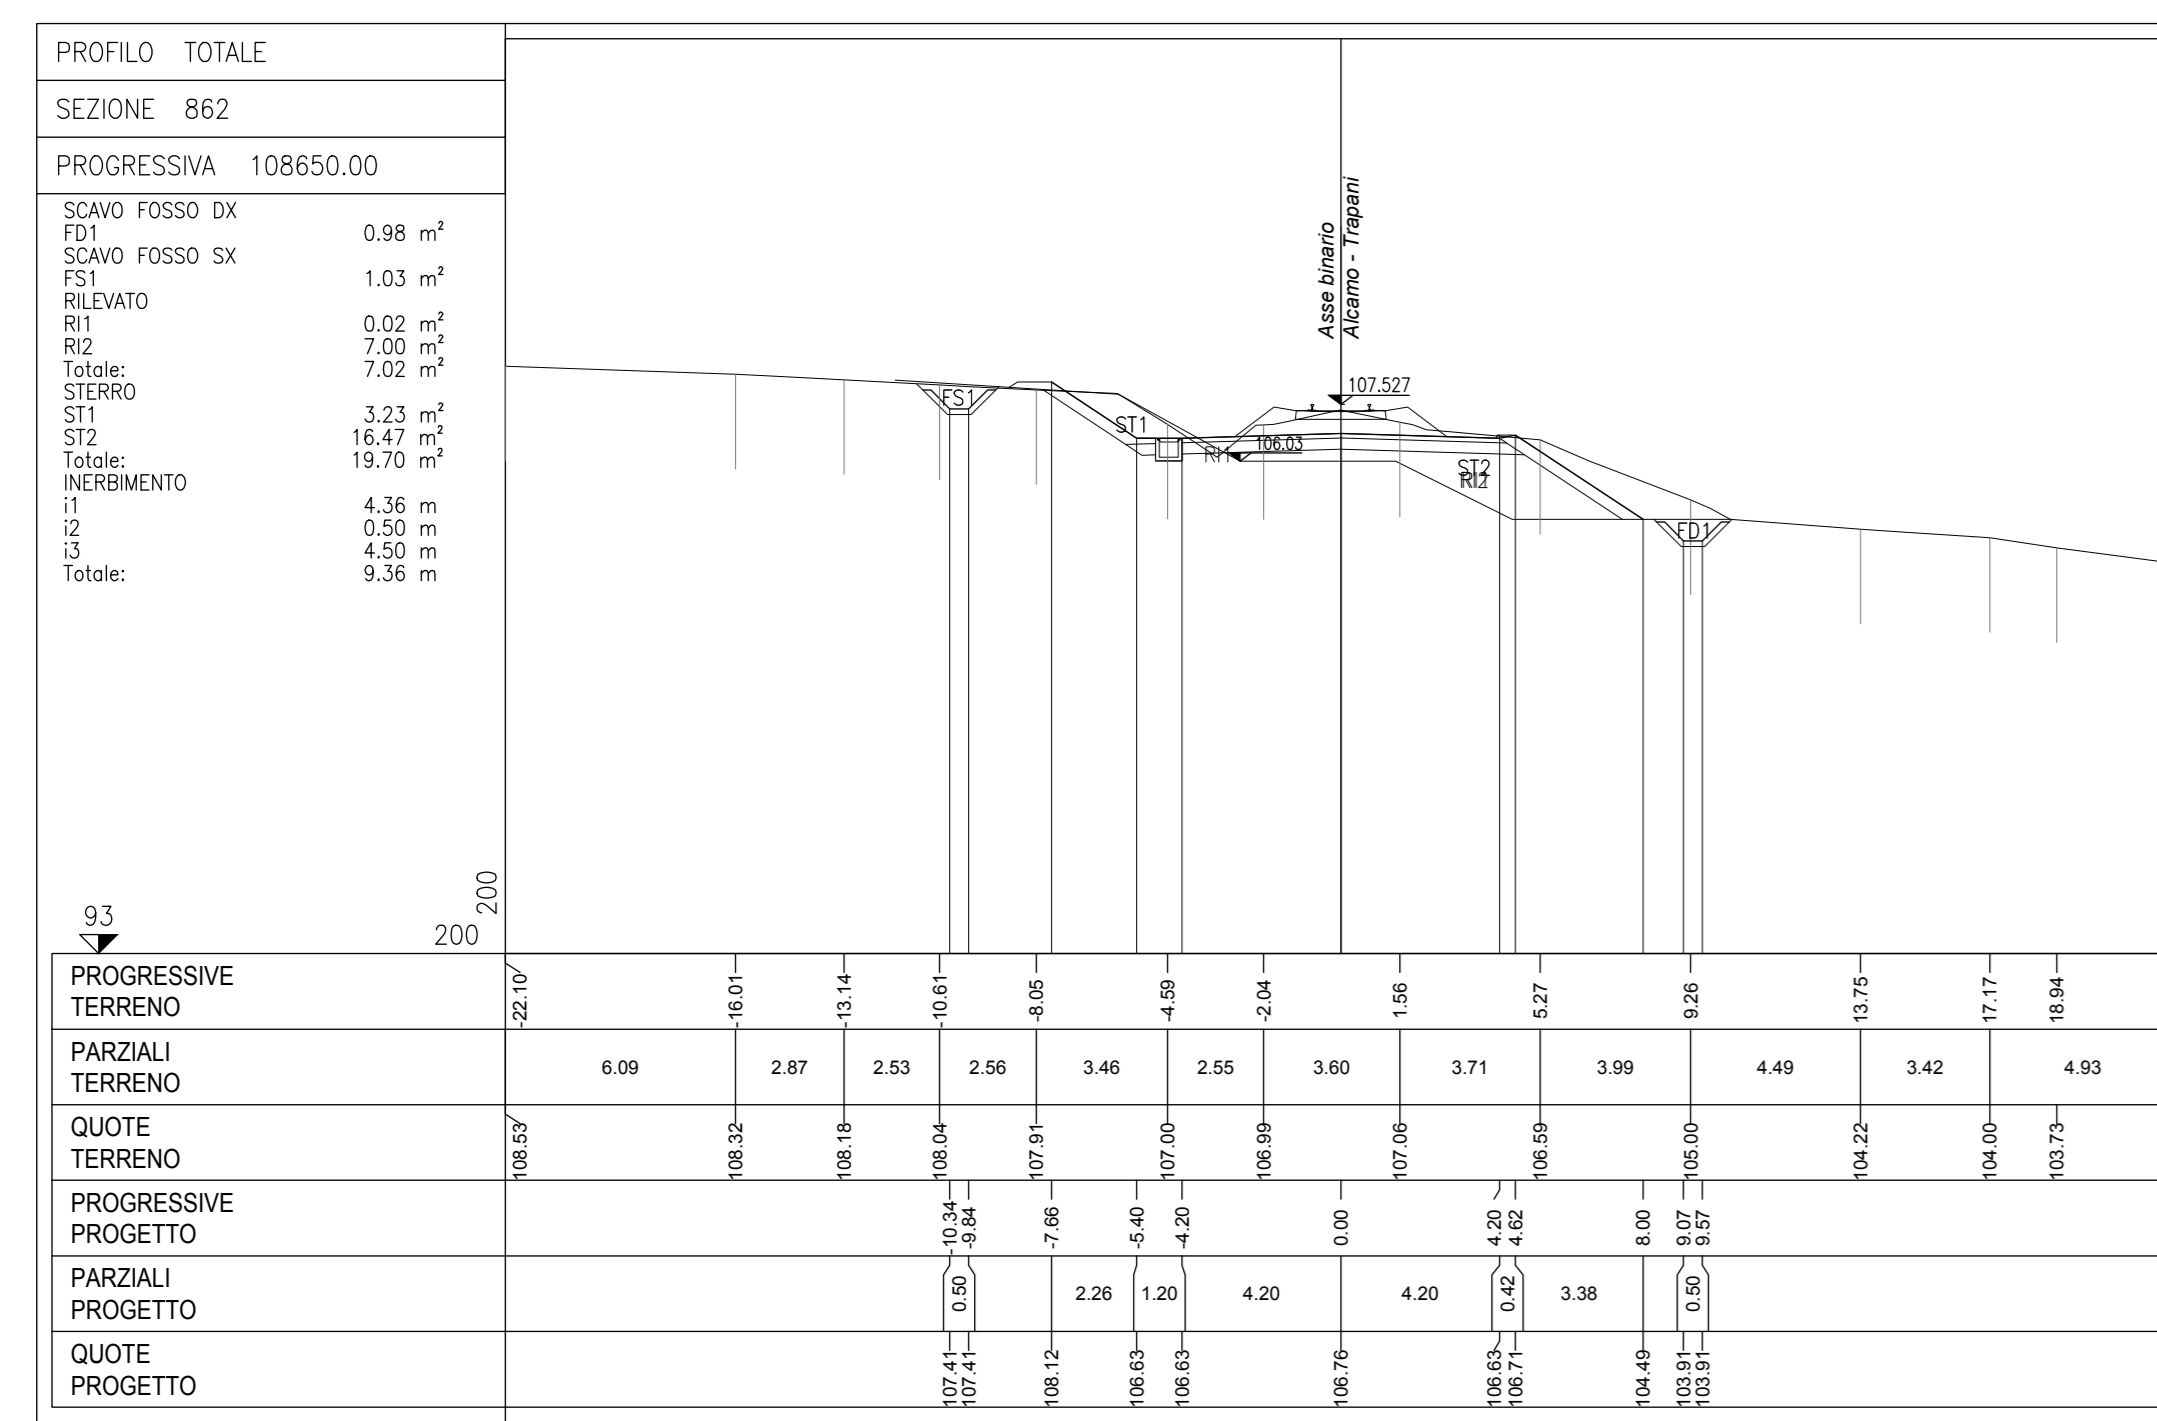 PROFILO TOTALE
SEZIONE 862
PROGRESSIVA 108650.00
SCAVO FOSSO DX
FD1 0.98 m²
SCAVO FOSSO SX
FS1 1.03 m²
RILEVATO
RI1 0.02 m²
RI2 7.00 m²
Totale: 7.02 m²
STERRO
ST1 3.23 m²
ST2 16.47 m²
Totale: 19.70 m²
INERBIMENTO
i1 4.36 m
i2 0.50 m
i3 4.50 m
Totale: 9.36 m
Asse binario
Alcamo - Trapani
107.527
FS1
ST1
RI1
106.03
ST2
RI2
FD1
200
93
200
PROGRESSIVE
TERRENO
-22.10 -16.01 -13.14 -10.61 -8.05 -4.59 -2.04 1.56 5.27 9.26 13.75 17.17 18.94
PARZIALI
TERRENO
6.09 2.87 2.53 2.56 3.46 2.55 3.60 3.71 3.99 4.49 3.42 4.93
QUOTE
TERRENO
108.53 108.32 108.18 108.04 107.91 107.00 106.99 107.06 106.59 105.00 104.22 104.00 103.73
PROGRESSIVE
PROGETTO
-10.34 -9.84 -7.66 -5.40 -4.20 0.00 4.20 4.62 8.00 9.07 9.57
PARZIALI
PROGETTO
0.50 2.26 1.20 4.20 4.20 0.42 3.38 0.50
QUOTE
PROGETTO
107.41 107.41 108.12 106.63 106.63 106.76 106.63 106.71 104.49 103.91 103.91